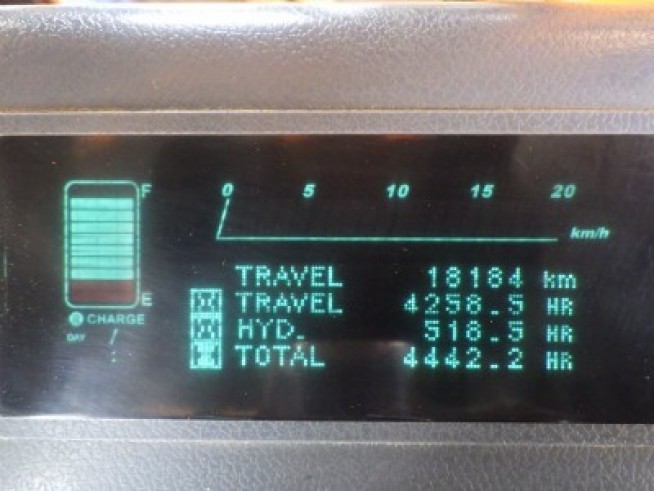 F
0 5 10 15 20
km/h
TRAVEL 18184 km
TRAVEL 4258.5 HR
HYD. 518.5 HR
TOTAL 4442.2 HR
E
CHARGE
DAY / :